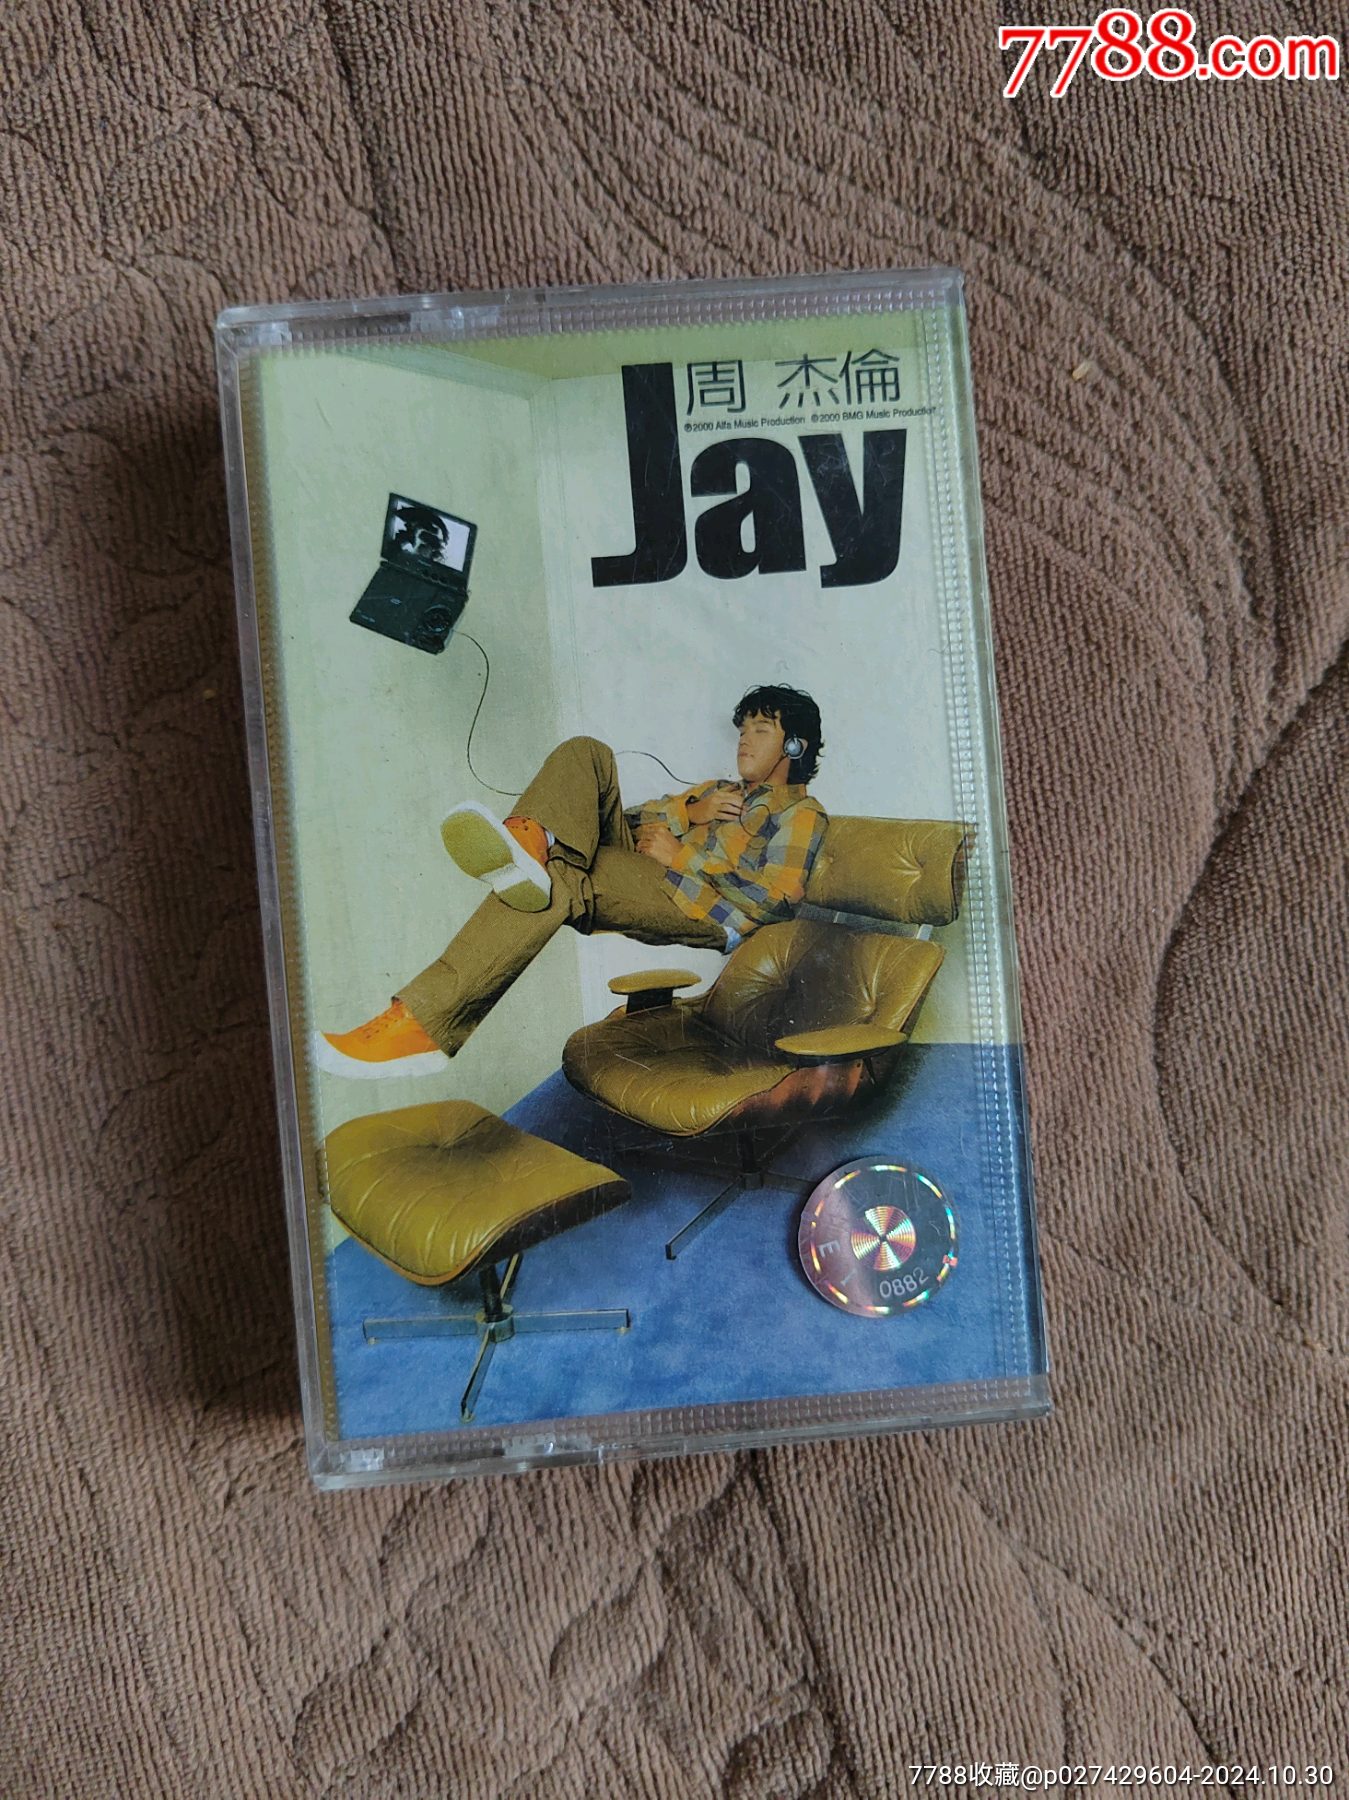 7788.com
周 杰倫
℗2000 Alfa Music Production ©2000 BMG Music Production
Jay
E 1
0882
7788收藏@p027429604-2024.10.30